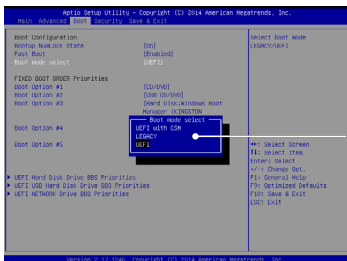 Aptio Setup Utility - Copyright (C) 2014 American Megatrends, Inc.
Main Advanced Boot Security Save & Exit
Boot Configuration
Bootup NumLock State [On]
Fast Boot [Enabled]
Boot mode select [UEFI]
FIXED BOOT ORDER Priorities
Boot Option #1 [CD/DVD]
Boot Option #2 [USB CD/DVD]
Boot Option #3 [Hard Disk:Windows Boot
Manager (KINGSTON
Boot mode select
Boot Option #4 UEFI with CSM
LEGACY
Boot Option #5 UEFI
UEFI Hard Disk Drive BBS Priorities
UEFI USB Hard Disk Drive BBS Priorities
UEFI NETWORK Drive BBS Priorities
Select boot mode
LEGACY/UEFI
: Select Screen
: Select Item
Enter: Select
+/-: Change Opt.
F1: General Help
F9: Optimized Defaults
F10: Save & Exit
ESC: Exit
Version 2.17.1246. Copyright (C) 2014 American Megatrends, Inc.